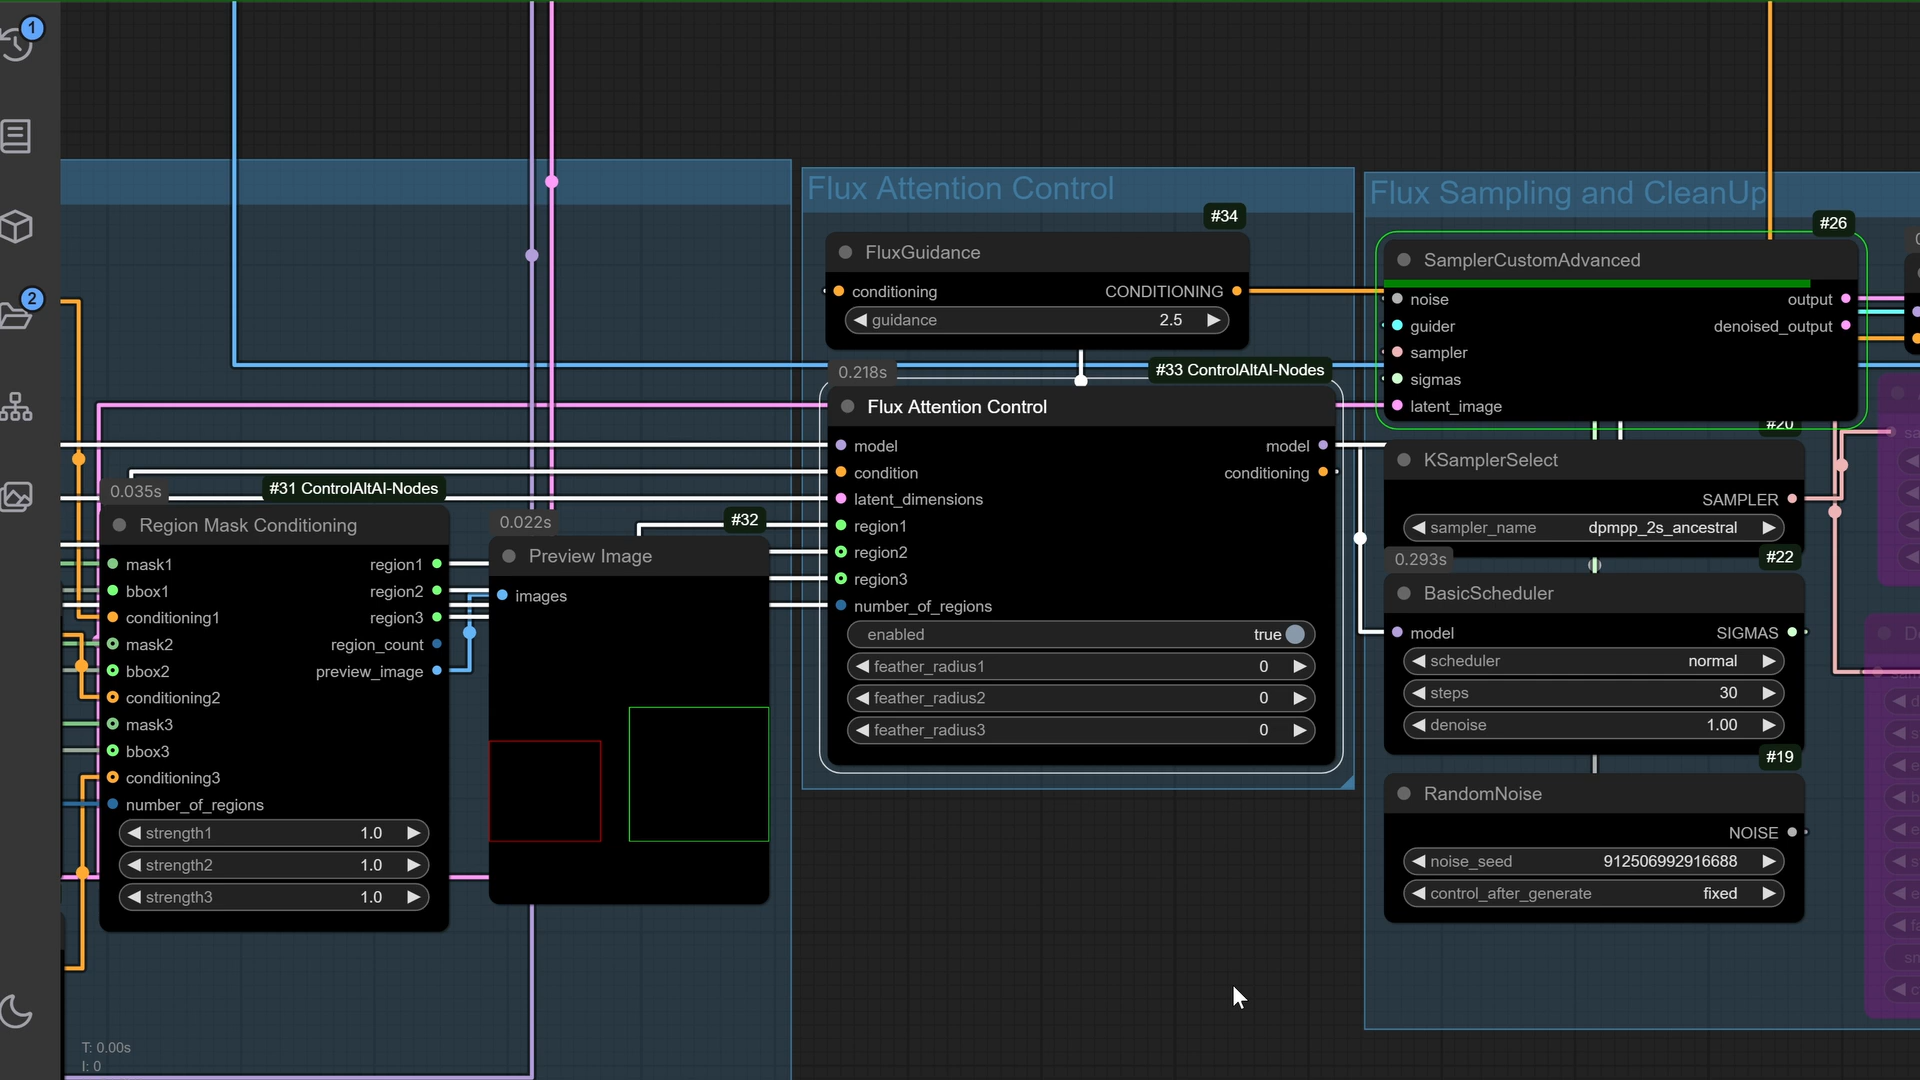 1
2
Flux Attention Control
Flux Sampling and CleanUp
#34
FluxGuidance
conditioning
CONDITIONING
guidance
2.5
0.218s
#33 ControlAltAI-Nodes
Flux Attention Control
model
model
condition
conditioning
latent_dimensions
region1
region2
region3
number_of_regions
enabled
true
feather_radius1
0
feather_radius2
0
feather_radius3
0
0.035s
#31 ControlAltAI-Nodes
Region Mask Conditioning
mask1
region1
bbox1
region2
conditioning1
region3
mask2
region_count
bbox2
preview_image
conditioning2
mask3
bbox3
conditioning3
number_of_regions
strength1
1.0
strength2
1.0
strength3
1.0
0.022s
#32
Preview Image
images
#26
SamplerCustomAdvanced
noise
output
guider
denoised_output
sampler
sigmas
latent_image
#20
KSamplerSelect
SAMPLER
sampler_name
dpmpp_2s_ancestral
0.293s
#22
BasicScheduler
model
SIGMAS
scheduler
normal
steps
30
denoise
1.00
#19
RandomNoise
NOISE
noise_seed
912506992916688
control_after_generate
fixed
T: 0.00s
I: 0